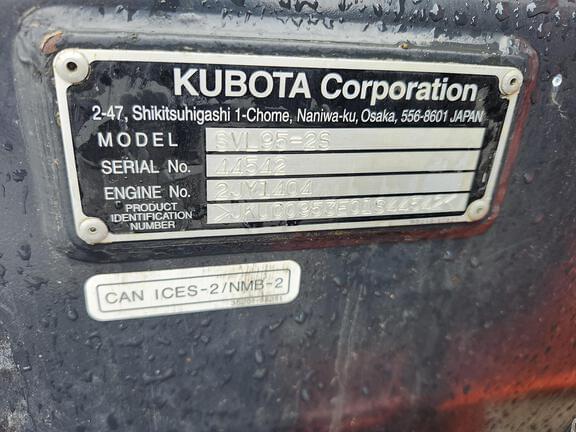 KUBOTA Corporation
2-47, Shikitsuhigashi 1-Chome, Naniwa-ku, Osaka, 556-8601 JAPAN
MODEL SVL95-2S
SERIAL No. 44542
ENGINE No. 2JY1404
PRODUCT
IDENTIFICATION
NUMBER
CAN ICES-2/NMB-2